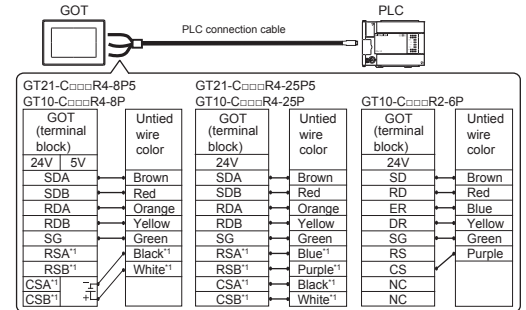 GOT
PLC
PLC connection cable
GT21-C□□□R4-8P5
GT10-C□□□R4-8P
GOT (terminal block)
Untied wire color
24V 5V
SDA Brown
SDB Red
RDA Orange
RDB Yellow
SG Green
RSA*1 Black*1
RSB*1 White*1
CSA*1 -
CSB*1 +
GT21-C□□□R4-25P5
GT10-C□□□R4-25P
GOT (terminal block)
Untied wire color
24V
SDA Brown
SDB Red
RDA Orange
RDB Yellow
SG Green
RSA*1 Blue*1
RSB*1 Purple*1
CSA*1 Black*1
CSB*1 White*1
GT10-C□□□R2-6P
GOT (terminal block)
Untied wire color
24V
SD Brown
RD Red
ER Blue
DR Yellow
SG Green
RS Purple
CS
NC
NC